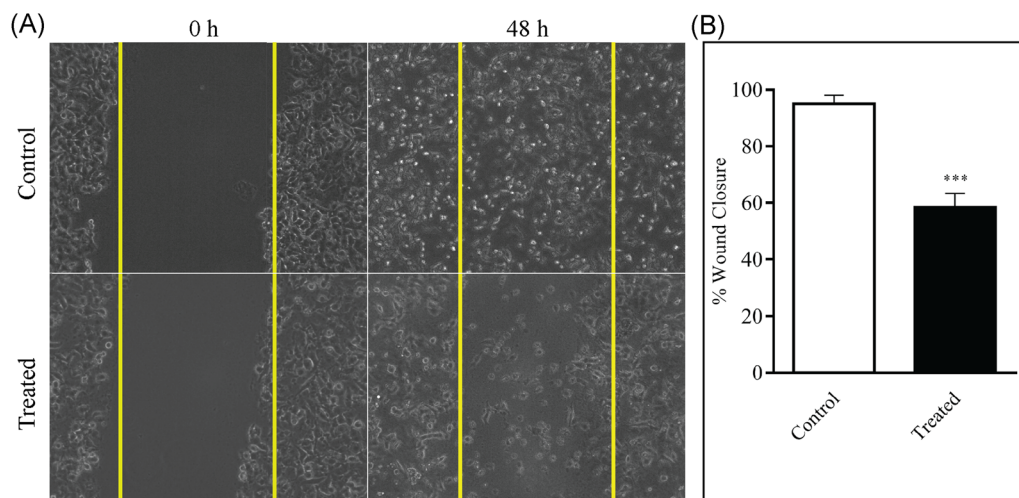 (A)
0 h
48 h
Control
Treated
(B)
% Wound Closure
100
80
60
40
20
0
***
Control
Treated